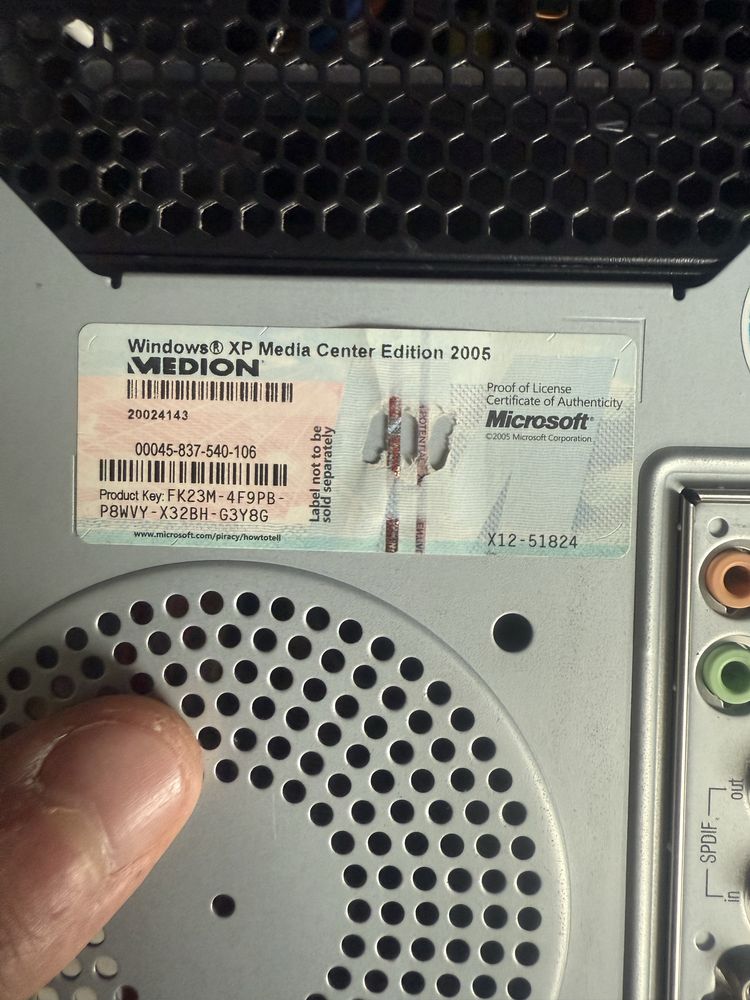 Windows® XP Media Center Edition 2005
MEDION®
20024143
00045-837-540-106
Product Key: FK23M-4F9PB-
P8WVY-X32BH-G3Y8G
www.microsoft.com/piracy/howtotell
Label not to be
sold separately
Proof of License
Certificate of Authenticity
Microsoft®
©2005 Microsoft Corporation
X12-51824
SPDIF
out
in